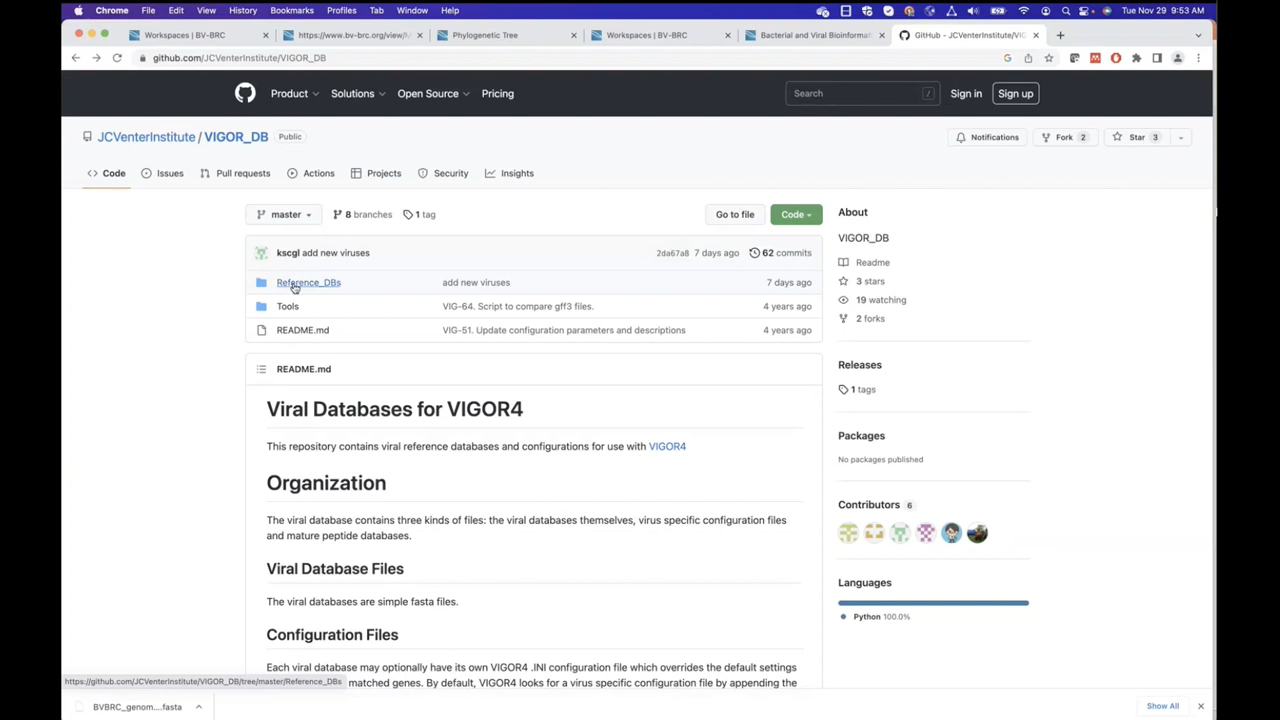 Chrome File Edit View History Bookmarks Profiles Tab Window Help Tue Nov 29 9:53 AM
Workspaces | BV-BRC × https://www.bv-brc.org/view/ × Phylogenetic Tree × Workspaces | BV-BRC × Bacterial and Viral Bioinforma × GitHub - JCVenterInstitute/VIG × +
github.com/JCVenterInstitute/VIGOR_DB
Product Solutions Open Source Pricing Search / Sign in Sign up
JCVenterInstitute / VIGOR_DB Public Notifications Fork 2 Star 3
Code Issues Pull requests Actions Projects Security Insights
master 8 branches 1 tag Go to file Code
kscgl add new viruses 2da67a8 7 days ago 62 commits
Reference_DBs add new viruses 7 days ago
Tools VIG-64. Script to compare gff3 files. 4 years ago
README.md VIG-51. Update configuration parameters and descriptions 4 years ago
README.md
Viral Databases for VIGOR4
This repository contains viral reference databases and configurations for use with VIGOR4
Organization
The viral database contains three kinds of files: the viral databases themselves, virus specific configuration files
and mature peptide databases.
Viral Database Files
The viral databases are simple fasta files.
Configuration Files
Each viral database may optionally have its own VIGOR4 .INI configuration file which overrides the default settings
matched genes. By default, VIGOR4 looks for a virus specific configuration file by appending the
About
VIGOR_DB
Readme
3 stars
19 watching
2 forks
Releases
1 tags
Packages
No packages published
Contributors 6
Languages
Python 100.0%
https://github.com/JCVenterInstitute/VIGOR_DB/tree/master/Reference_DBs
BVBRC_genom....fasta Show All ×